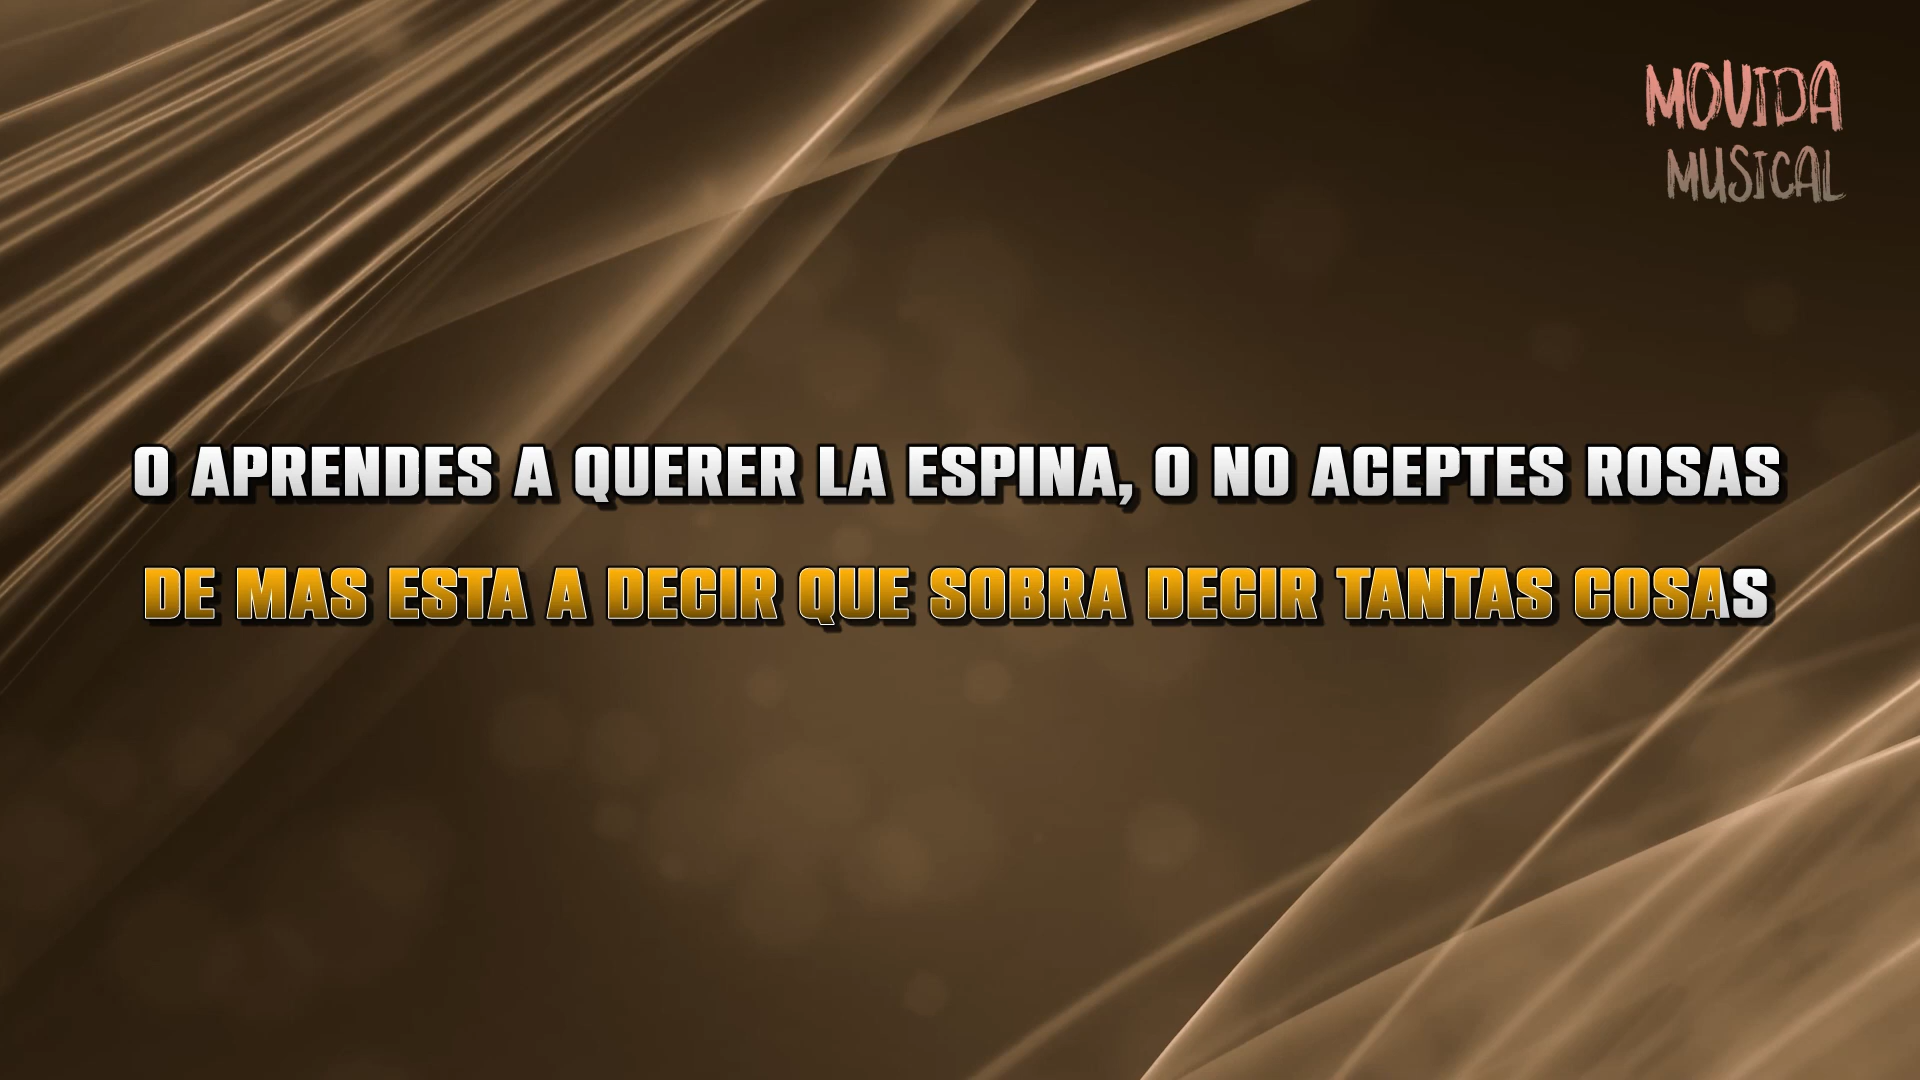 MOVIDA
MUSICAL
O APRENDES A QUERER LA ESPINA, O NO ACEPTES ROSAS
DE MAS ESTA A DECIR QUE SOBRA DECIR TANTAS COSAS